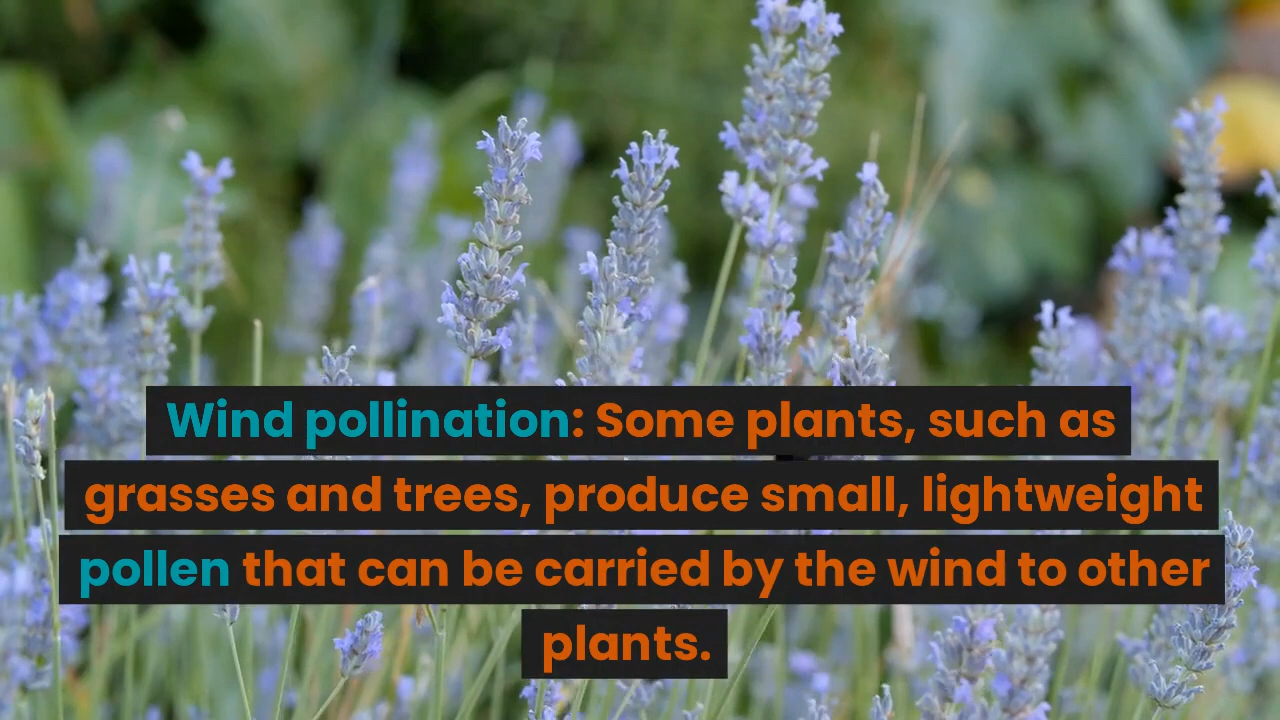 Wind pollination: Some plants, such as
grasses and trees, produce small, lightweight
pollen that can be carried by the wind to other
plants.